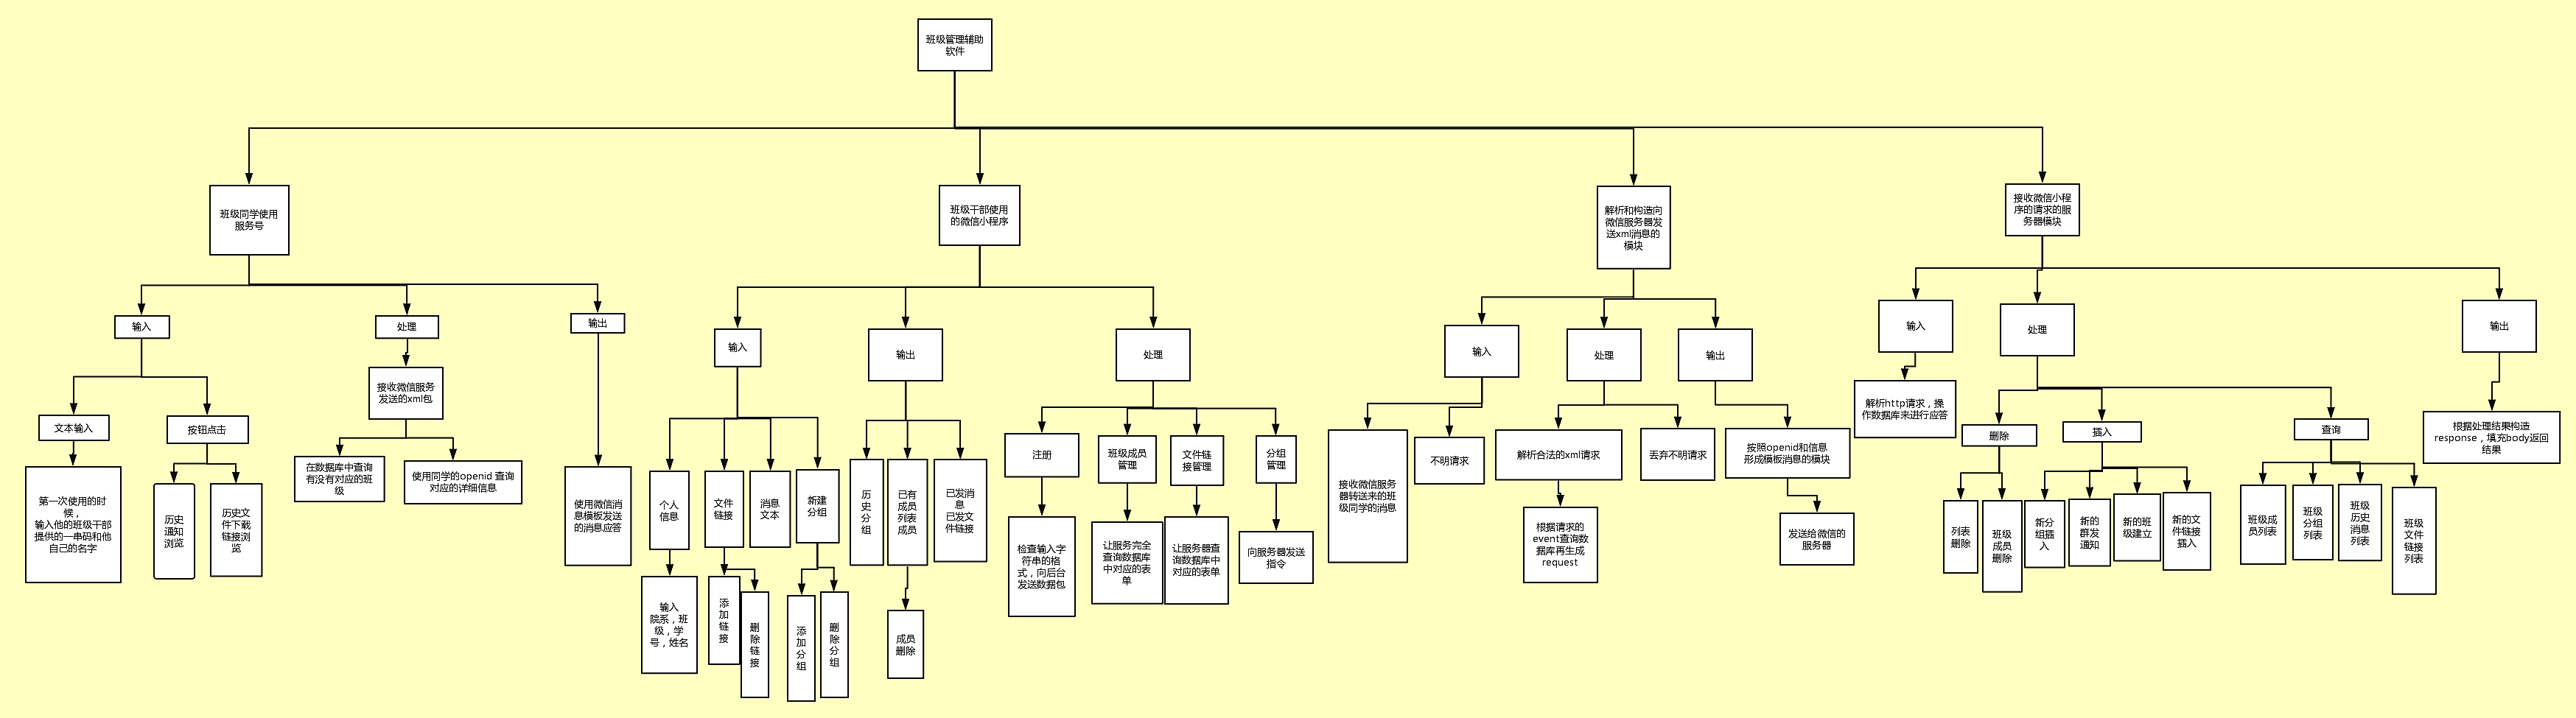 班级管理辅助
软件
班级同学使用
服务号
班级干部使用
的微信小程序
解析和构造向
微信服务器发
送xml消息的
模块
接收微信小程
序的请求的服
务器模块
输入
处理
输出
输入
输出
处理
输入
处理
输出
输入
处理
输出
接收微信服务
发送的xml包
文本输入
按钮点击
第一次使用的时
候，
输入他的班级干部
提供的一串码和他
自己的名字
历史
通知
浏览
历史文
件下载
链接浏
览
在数据库中查询
有没有对应的班
级
使用同学的openid 查询
对应的详细信息
使用微信消
息模板发送
的消息应答
个人
信息
文件
链接
消息
文本
新建
分组
输入
院系，班
级，学
号，姓名
添
加
链
接
删
除
链
接
添
加
分
组
删
除
分
组
历
史
分
组
已有
成员
列表
成员
已发消
息
已发文
件链接
成员
删除
注册
班级成员
管理
文件链
接管理
分组
管理
检查输入字
符串的格
式，向后台
发送数据包
让服务完全
查询数据库
中对应的表
单
让服务器查
询数据库中
对应的表单
向服务器发送
指令
接收微信服务
器转送来的班
级同学的消息
不明请求
解析合法的xml请求
丢弃不明请求
根据请求的
event查询数
据库再生成
request
按照openid和信息
形成模板消息的模块
发送给微信的
服务器
解析http请求，操
作数据库来进行应答
删除
插入
查询
列表
删除
班级
成员
删除
新分
组插
入
新的
群发
通知
新的班
级建立
新的文
件链接
插入
班级成
员列表
班级
分组
列表
班级
历史
消息
列表
班级
文件
链接
列表
根据处理结果构造
response，填充body返回
结果